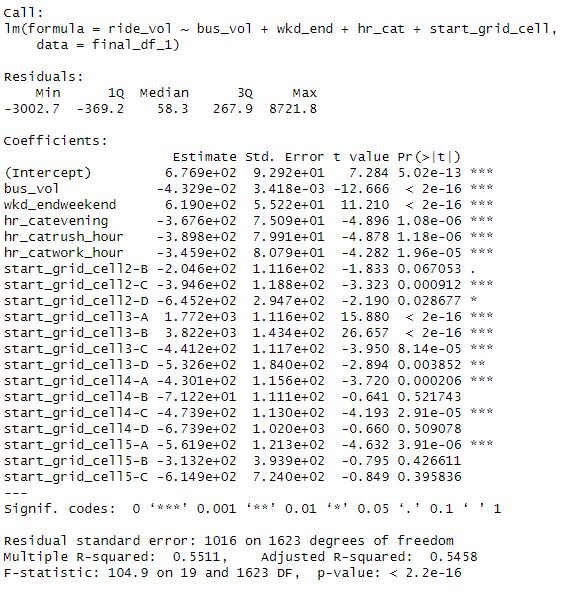 Call:
lm(formula = ride_vol ~ bus_vol + wkd_end + hr_cat + start_grid_cell,
    data = final_df_1)

Residuals:
    Min      1Q  Median      3Q     Max
-3002.7  -369.2    58.3   267.9  8721.8

Coefficients:
                     Estimate Std. Error t value Pr(>|t|)
(Intercept)         6.769e+02  9.292e+01   7.284 5.02e-13 ***
bus_vol            -4.329e-02  3.418e-03 -12.666  < 2e-16 ***
wkd_endweekend      6.190e+02  5.522e+01  11.210  < 2e-16 ***
hr_catevening      -3.676e+02  7.509e+01  -4.896 1.08e-06 ***
hr_catrush_hour    -3.898e+02  7.991e+01  -4.878 1.18e-06 ***
hr_catwork_hour    -3.459e+02  8.079e+01  -4.282 1.96e-05 ***
start_grid_cell2-B -2.046e+02  1.116e+02  -1.833 0.067053 .
start_grid_cell2-C -3.946e+02  1.188e+02  -3.323 0.000912 ***
start_grid_cell2-D -6.452e+02  2.947e+02  -2.190 0.028677 *
start_grid_cell3-A  1.772e+03  1.116e+02  15.880  < 2e-16 ***
start_grid_cell3-B  3.822e+03  1.434e+02  26.657  < 2e-16 ***
start_grid_cell3-C -4.412e+02  1.117e+02  -3.950 8.14e-05 ***
start_grid_cell3-D -5.326e+02  1.840e+02  -2.894 0.003852 **
start_grid_cell4-A -4.301e+02  1.156e+02  -3.720 0.000206 ***
start_grid_cell4-B -7.122e+01  1.111e+02  -0.641 0.521743
start_grid_cell4-C -4.739e+02  1.130e+02  -4.193 2.91e-05 ***
start_grid_cell4-D -6.739e+02  1.020e+03  -0.660 0.509078
start_grid_cell5-A -5.619e+02  1.213e+02  -4.632 3.91e-06 ***
start_grid_cell5-B -3.132e+02  3.939e+02  -0.795 0.426611
start_grid_cell5-C -6.149e+02  7.240e+02  -0.849 0.395836
---
Signif. codes:  0 ‘***’ 0.001 ‘**’ 0.01 ‘*’ 0.05 ‘.’ 0.1 ‘ ’ 1

Residual standard error: 1016 on 1623 degrees of freedom
Multiple R-squared:  0.5511,    Adjusted R-squared:  0.5458
F-statistic: 104.9 on 19 and 1623 DF,  p-value: < 2.2e-16